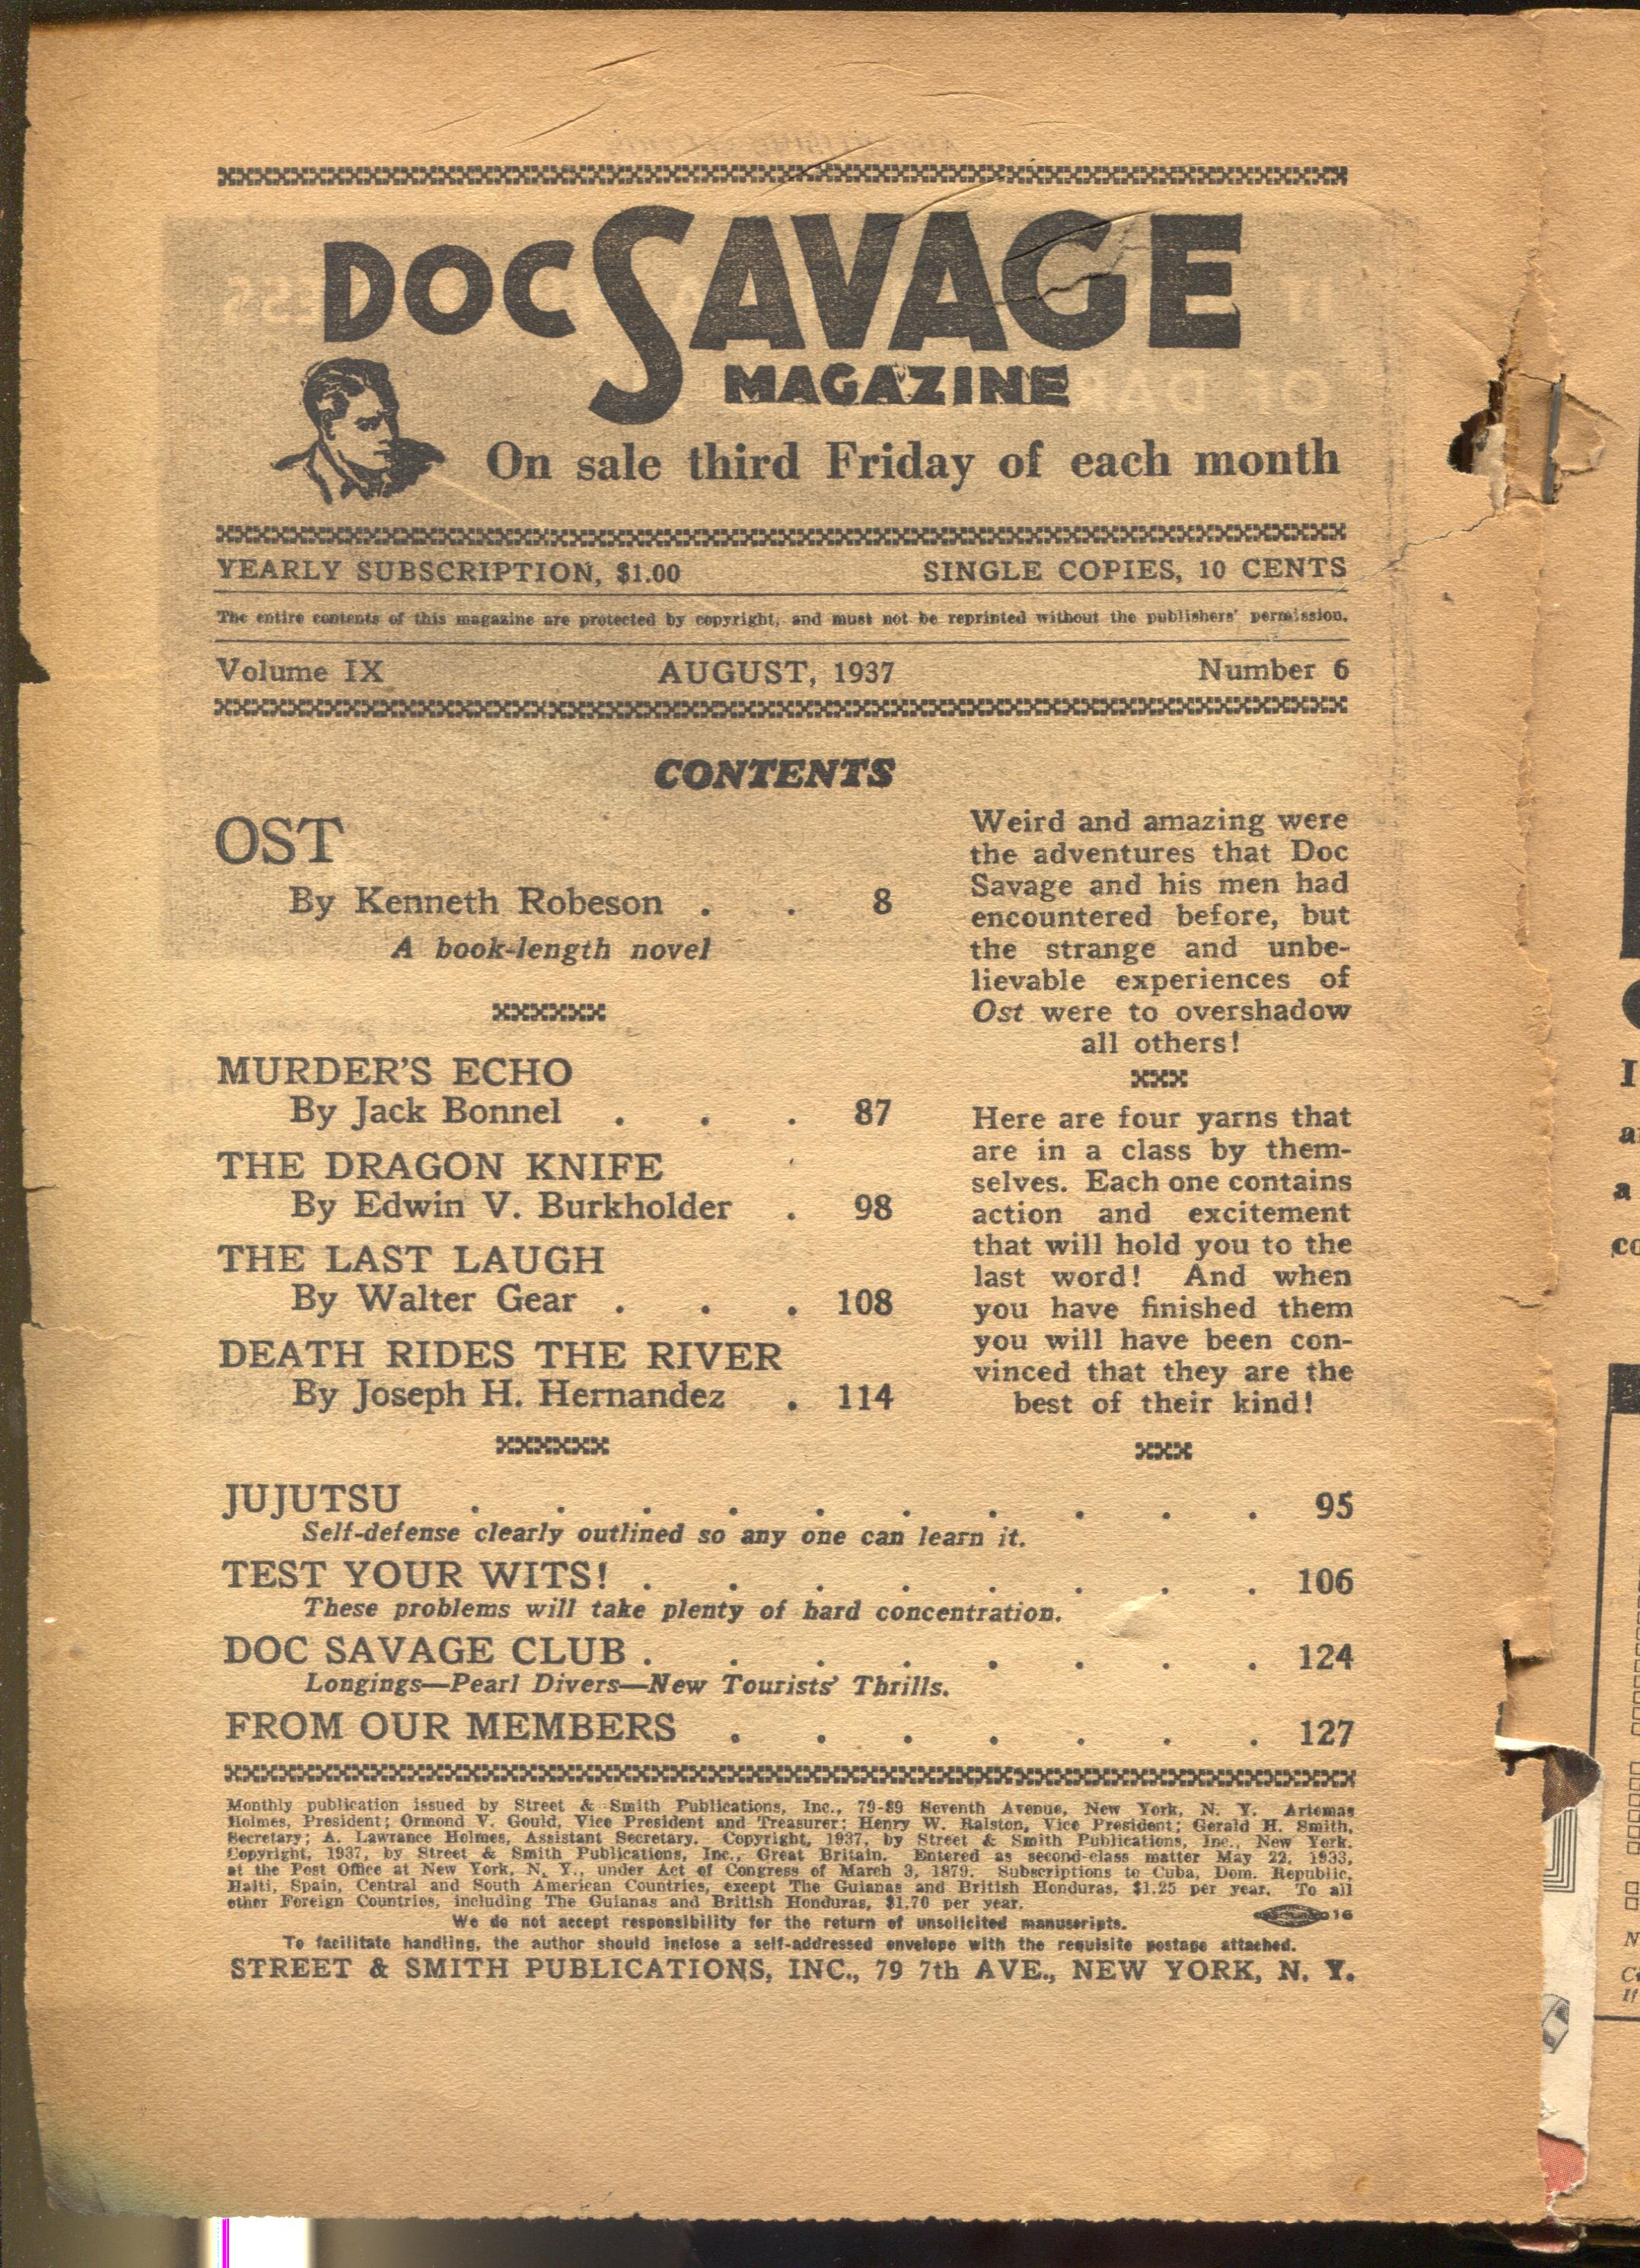 DOC SAVAGE
MAGAZINE
On sale third Friday of each month
YEARLY SUBSCRIPTION, $1.00 SINGLE COPIES, 10 CENTS
The entire contents of this magazine are protected by copyright, and must not be reprinted without the publishers' permission.
Volume IX AUGUST, 1937 Number 6
CONTENTS
OST
By Kenneth Robeson . . 8
A book-length novel
Weird and amazing were
the adventures that Doc
Savage and his men had
encountered before, but
the strange and unbe-
lievable experiences of
Ost were to overshadow
all others!
MURDER'S ECHO
By Jack Bonnel . . . 87
THE DRAGON KNIFE
By Edwin V. Burkholder . 98
THE LAST LAUGH
By Walter Gear . . . 108
DEATH RIDES THE RIVER
By Joseph H. Hernandez . 114
Here are four yarns that
are in a class by them-
selves. Each one contains
action and excitement
that will hold you to the
last word! And when
you have finished them
you will have been con-
vinced that they are the
best of their kind!
JUJUTSU . . . . . . . . . . 95
Self-defense clearly outlined so any one can learn it.
TEST YOUR WITS! . . . . . . . . 106
These problems will take plenty of hard concentration.
DOC SAVAGE CLUB . . . . . . . . 124
Longings—Pearl Divers—New Tourists' Thrills.
FROM OUR MEMBERS . . . . . . . 127
Monthly publication issued by Street & Smith Publications, Inc., 79-89 Seventh Avenue, New York, N. Y. Artemas
Holmes, President; Ormond V. Gould, Vice President and Treasurer; Henry W. Ralston, Vice President; Gerald H. Smith,
Secretary; A. Lawrance Holmes, Assistant Secretary. Copyright, 1937, by Street & Smith Publications, Inc., New York.
Copyright, 1937, by Street & Smith Publications, Inc., Great Britain. Entered as second-class matter May 22, 1933,
at the Post Office at New York, N. Y., under Act of Congress of March 3, 1879. Subscriptions to Cuba, Dom. Republic,
Haiti, Spain, Central and South American Countries, except The Guianas and British Honduras, $1.25 per year. To all
other Foreign Countries, including The Guianas and British Honduras, $1.70 per year.
We do not accept responsibility for the return of unsolicited manuscripts. 16
To facilitate handling, the author should inclose a self-addressed envelope with the requisite postage attached.
STREET & SMITH PUBLICATIONS, INC., 79 7th AVE., NEW YORK, N. Y.